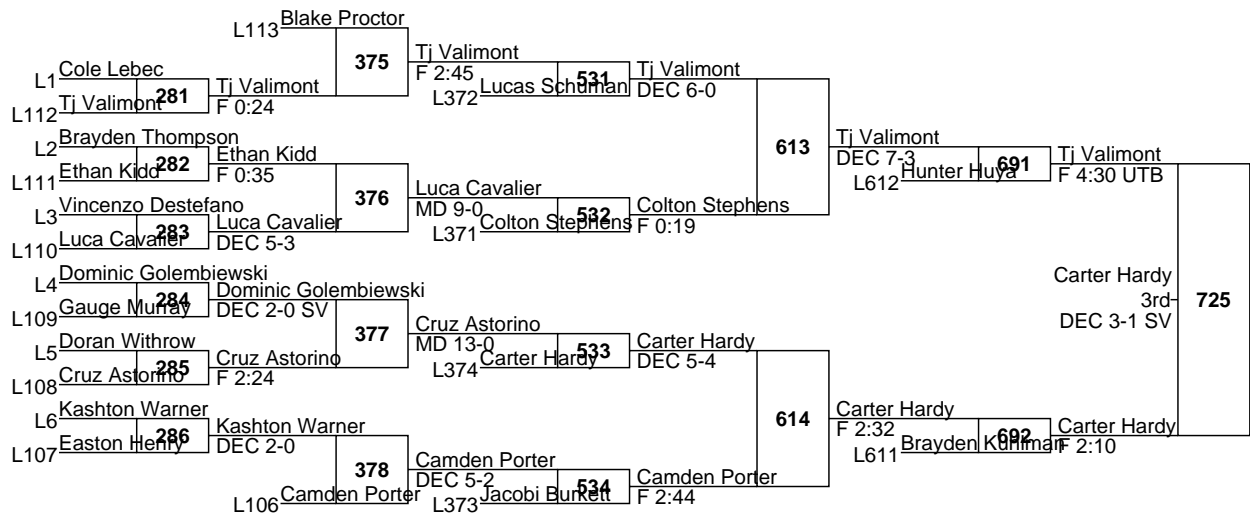 L113 Blake Proctor
375
L1 Cole Lebec
281
L112 Tj Valimont
Tj Valimont
F 0:24
Tj Valimont
F 2:45
531
L372 Lucas Schuman
Tj Valimont
DEC 6-0
L2 Brayden Thompson
282
L111 Ethan Kidd
Ethan Kidd
F 0:35
376
L3 Vincenzo Destefano
283
L110 Luca Cavalier
Luca Cavalier
DEC 5-3
Luca Cavalier
MD 9-0
532
L371 Colton Stephens
Colton Stephens
F 0:19
613
Tj Valimont
DEC 7-3
691
L612 Hunter Huya
Tj Valimont
F 4:30 UTB
L4 Dominic Golembiewski
284
L109 Gauge Murray
Dominic Golembiewski
DEC 2-0 SV
377
L5 Doran Withrow
285
L108 Cruz Astorino
Cruz Astorino
F 2:24
Cruz Astorino
MD 13-0
533
L374 Carter Hardy
Carter Hardy
DEC 5-4
L6 Kashton Warner
286
L107 Easton Henry
Kashton Warner
DEC 2-0
378
L106 Camden Porter
Camden Porter
DEC 5-2
534
L373 Jacobi Burkett
Camden Porter
F 2:44
614
Carter Hardy
F 2:32
692
L611 Brayden Kuhlman
Carter Hardy
F 2:10
Carter Hardy
3rd
DEC 3-1 SV
725